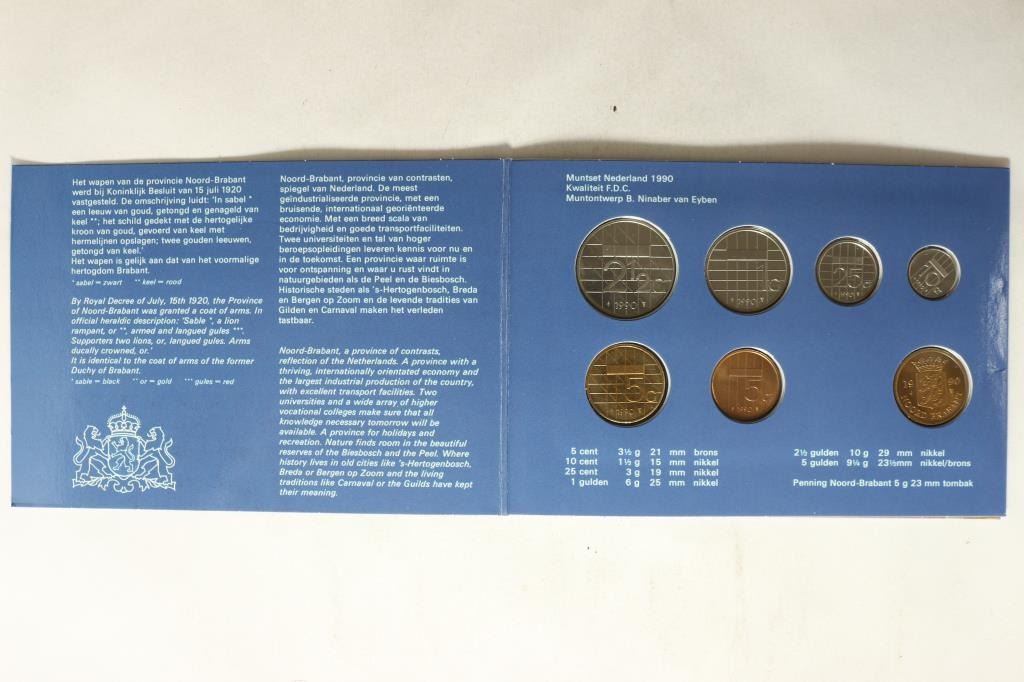 Het wapen van de provincie Noord-Brabant
werd bij Koninklijk Besluit van 15 juli 1920
vastgesteld. De omschrijving luidt: 'In sabel *
een leeuw van goud, getongd en genageld van
keel **; het schild gedekt met de hertogelijke
kroon van goud, gevoerd van keel met
hermelijnen opslagen; twee gouden leeuwen,
getongd van keel.'
Het wapen is gelijk aan dat van het voormalige
hertogdom Brabant.
* sabel = zwart ** keel = rood
By Royal Decree of July, 15th 1920, the Province
of Noord-Brabant was granted a coat of arms. In
official heraldic description: 'Sable *, a lion
rampant, or **, armed and langued gules ***.
Supporters two lions, or, langued gules. Arms
ducally crowned, or.'
It is identical to the coat of arms of the former
Duchy of Brabant.
* sable = black ** or = gold *** gules = red
Noord-Brabant, provincie van contrasten,
spiegel van Nederland. De meest
geïndustrialiseerde provincie, met een
bruisende, internationaal georiënteerde
economie. Met een breed scala van
bedrijvigheid en goede transportfaciliteiten.
Twee universiteiten en tal van hoger
beroepsopleidingen leveren kennis voor nu en
in de toekomst. Een provincie waar ruimte is
voor ontspanning en waar u rust vindt in
natuurgebieden als de Peel en de Biesbosch.
Historische steden als 's-Hertogenbosch, Breda
en Bergen op Zoom en de levende tradities van
Gilden en Carnaval maken het verleden
tastbaar.
Noord-Brabant, a province of contrasts,
reflection of the Netherlands. A province with a
thriving, internationally orientated economy and
the largest industrial production of the country,
with excellent transport facilities. Two
universities and a wide array of higher
vocational colleges make sure that all
knowledge necessary tomorrow will be
available. A province for holidays and
recreation. Nature finds room in the beautiful
reserves of the Biesbosch and the Peel. Where
history lives in old cities like 's-Hertogenbosch,
Breda or Bergen op Zoom and the living
traditions like Carnaval or the Guilds have kept
their meaning.
Muntset Nederland 1990
Kwaliteit F.D.C.
Muntontwerp B. Ninaber van Eyben
2½ G
1990
1 G
1990
25 c
1990
10 c
1990
5 G
1990
5 c
1990
19 90
NOORD BRABANT
5 cent 3½ g 21 mm brons
10 cent 1½ g 15 mm nikkel
25 cent 3 g 19 mm nikkel
1 gulden 6 g 25 mm nikkel
2½ gulden 10 g 29 mm nikkel
5 gulden 9¼ g 23½mm nikkel/brons
Penning Noord-Brabant 5 g 23 mm tombak